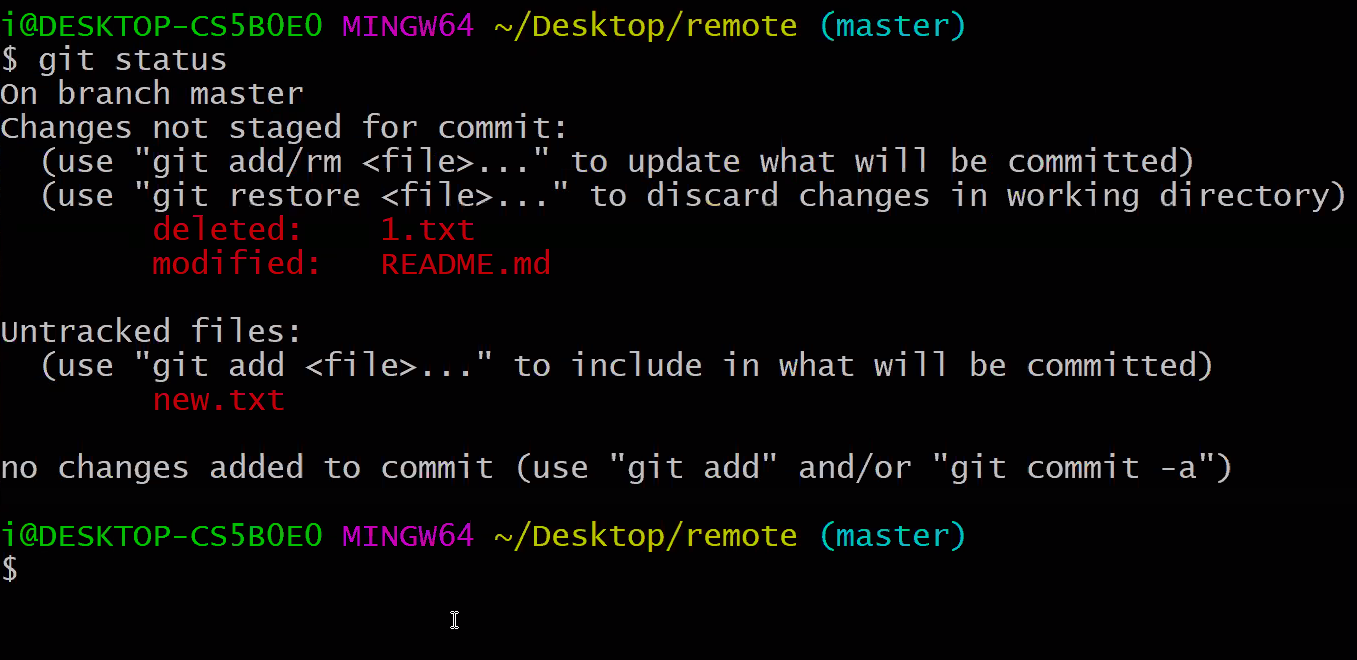 i@DESKTOP-CS5B0EO MINGW64 ~/Desktop/remote (master)
$ git status
On branch master
Changes not staged for commit:
  (use "git add/rm <file>..." to update what will be committed)
  (use "git restore <file>..." to discard changes in working directory)
        deleted:    1.txt
        modified:   README.md

Untracked files:
  (use "git add <file>..." to include in what will be committed)
        new.txt

no changes added to commit (use "git add" and/or "git commit -a")

i@DESKTOP-CS5B0EO MINGW64 ~/Desktop/remote (master)
$